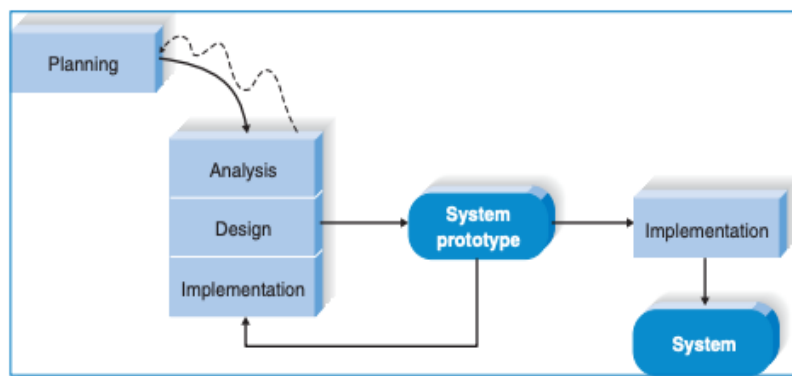 Planning
Analysis
Design
Implementation
System
prototype
Implementation
System